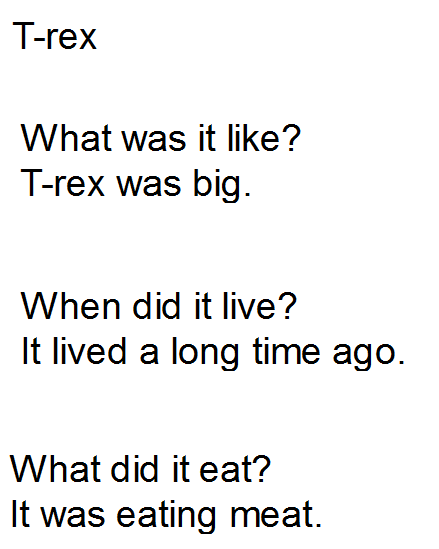 T-rex
What was it like?
T-rex was big.
When did it live?
It lived a long time ago.
What did it eat?
It was eating meat.